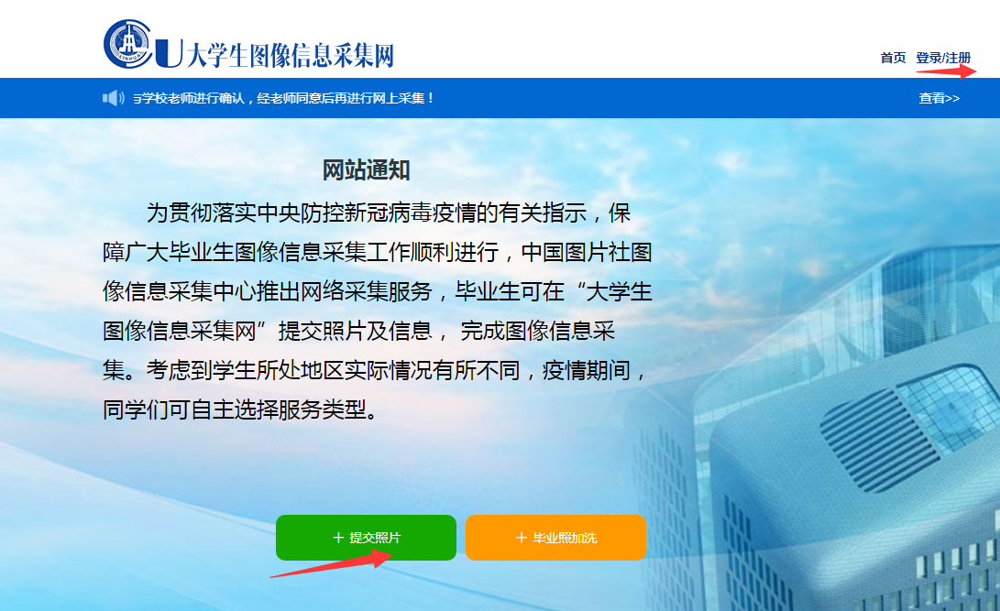 XINHUA
U大学生图像信息采集网
首页 登录/注册
与学校老师进行确认，经老师同意后再进行网上采集！ 查看>>
网站通知
为贯彻落实中央防控新冠病毒疫情的有关指示，保
障广大毕业生图像信息采集工作顺利进行，中国图片社图
像信息采集中心推出网络采集服务，毕业生可在“大学生
图像信息采集网”提交照片及信息， 完成图像信息采
集。考虑到学生所处地区实际情况有所不同，疫情期间，
同学们可自主选择服务类型。
＋ 提交照片 ＋ 毕业照加洗